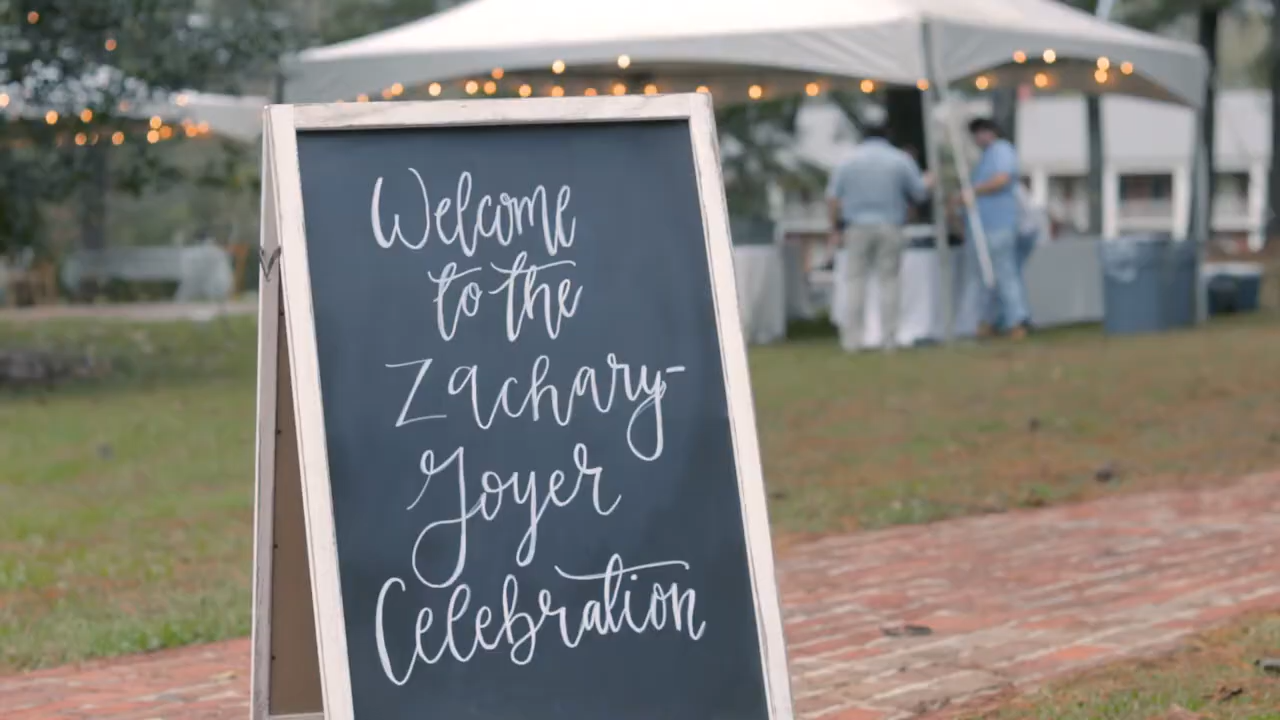 Welcome
to the
Zachary-
Joyer
Celebration